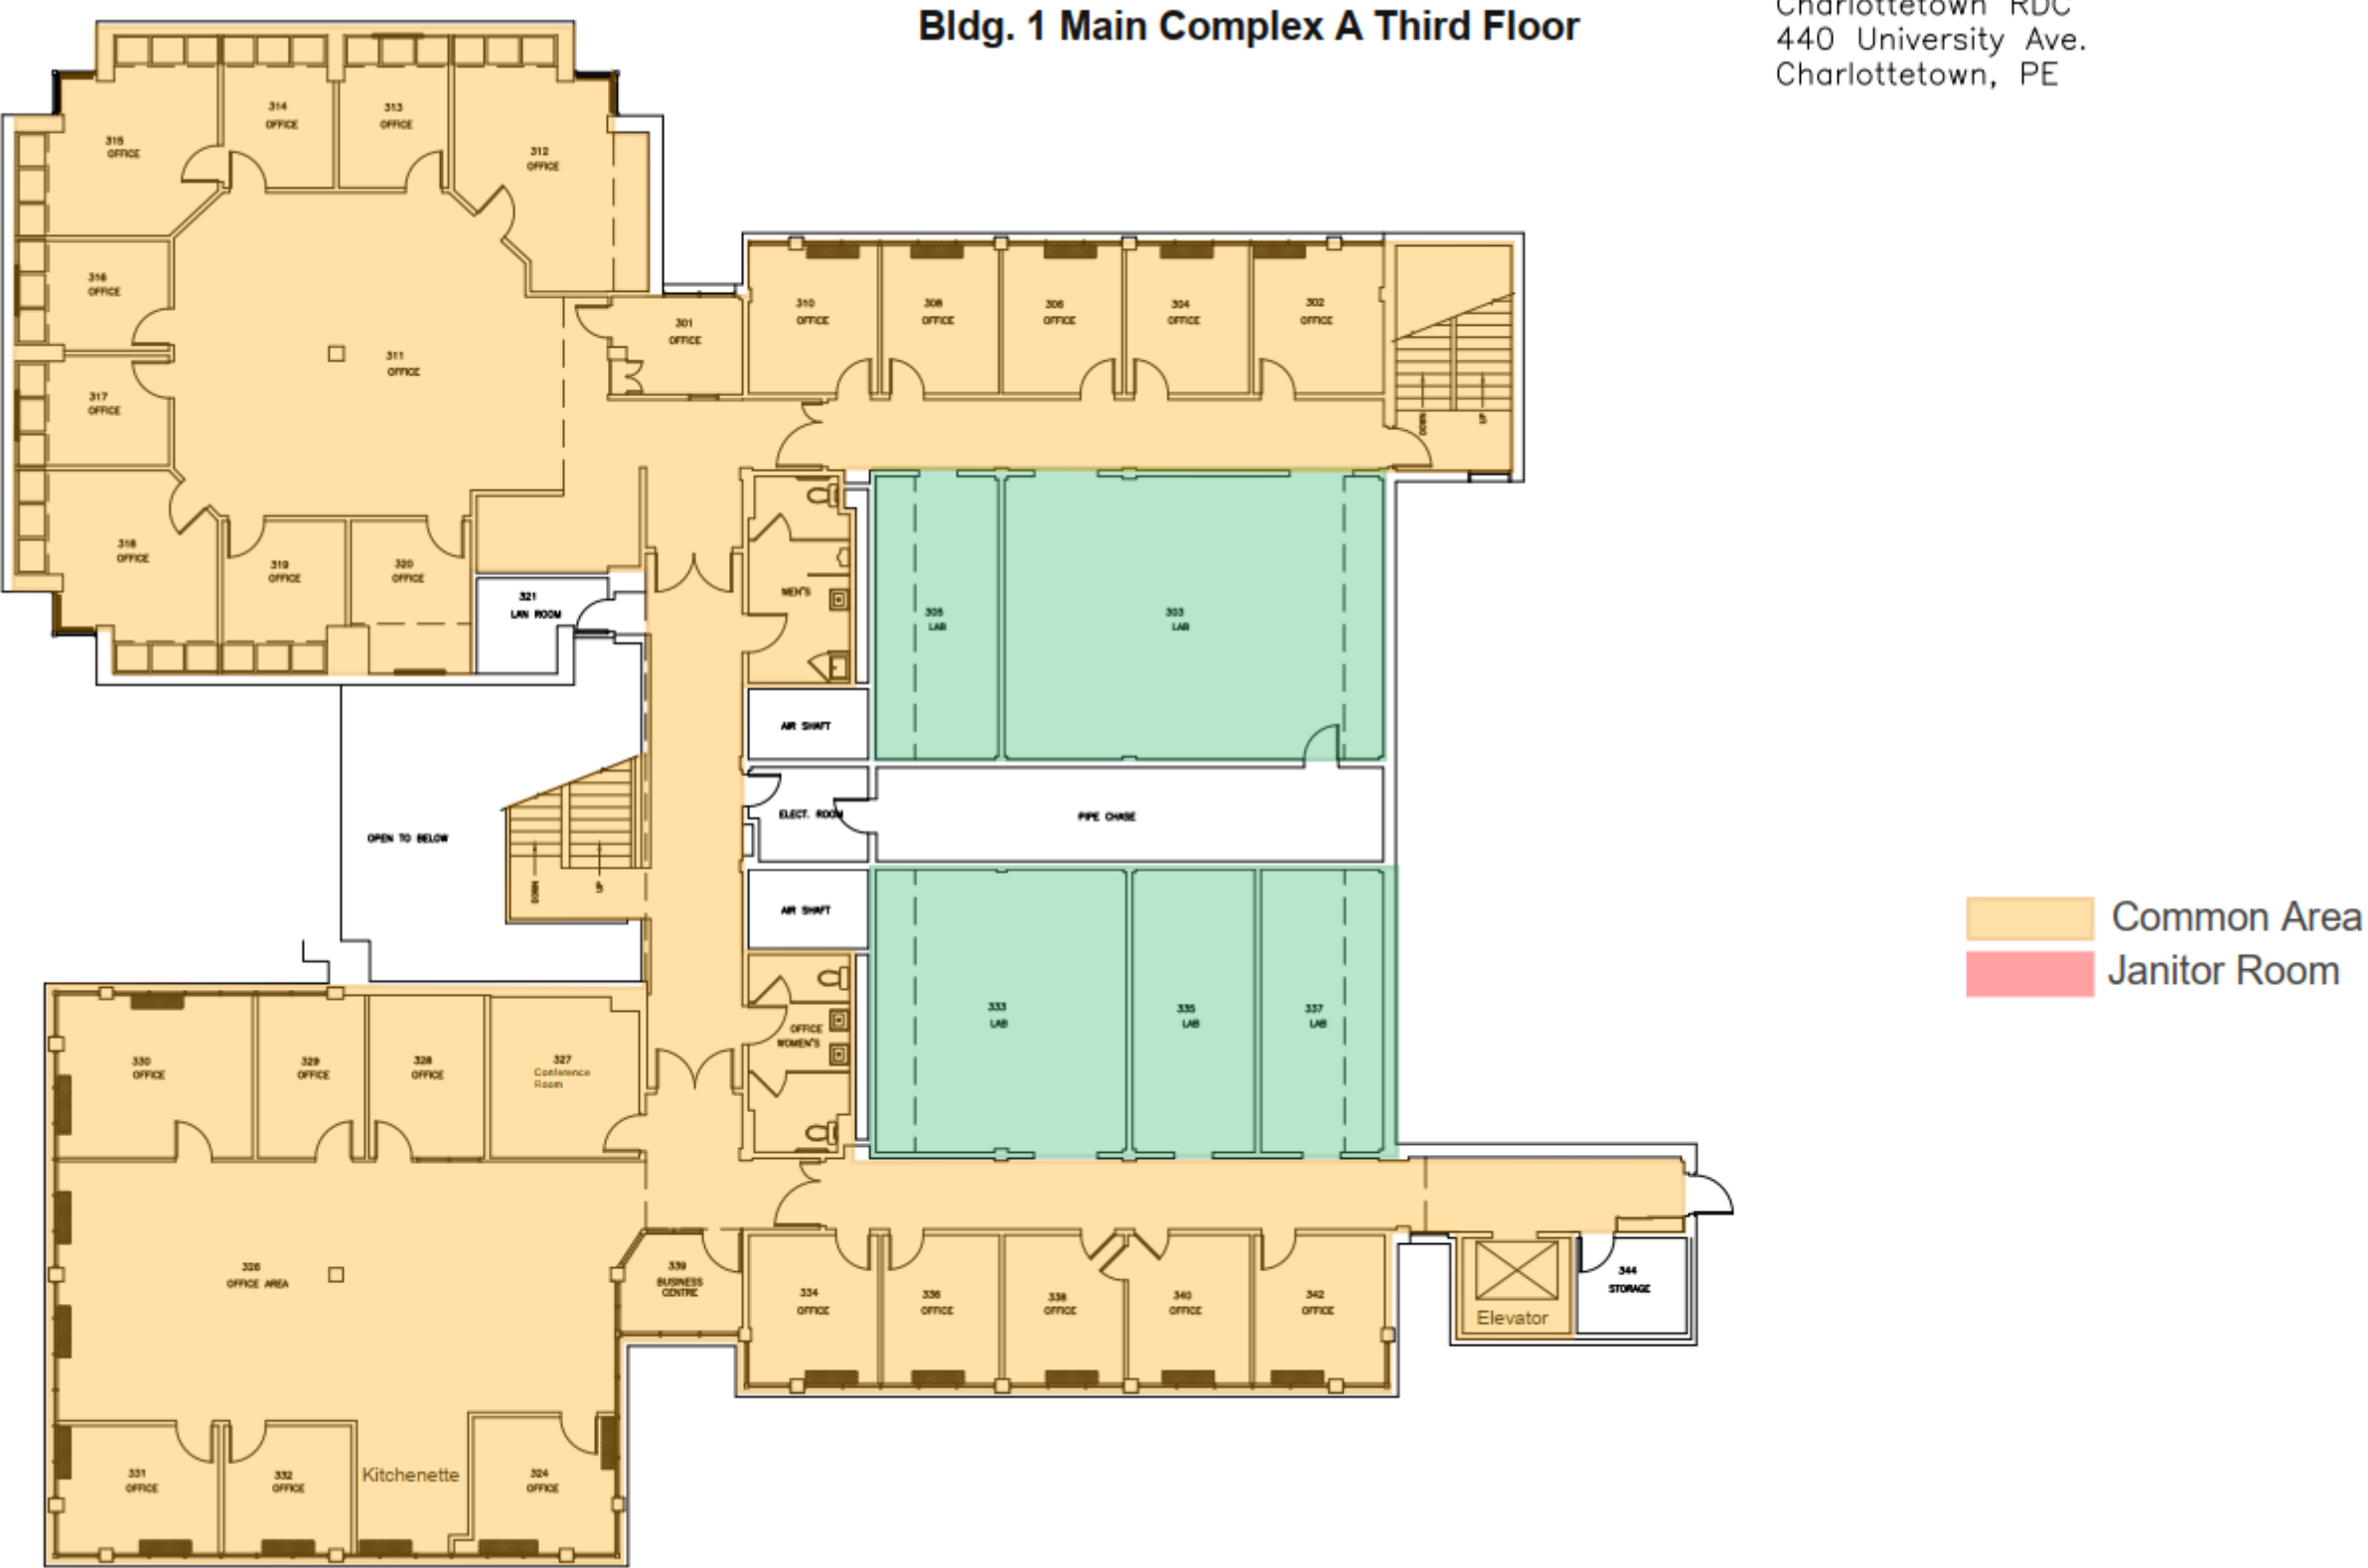 Bldg. 1 Main Complex A Third Floor
Charlottetown RDC
440 University Ave.
Charlottetown, PE
315
OFFICE
314
OFFICE
313
OFFICE
312
OFFICE
316
OFFICE
311
OFFICE
317
OFFICE
301
OFFICE
310
OFFICE
308
OFFICE
306
OFFICE
304
OFFICE
302
OFFICE
DOWN
UP
318
OFFICE
319
OFFICE
320
OFFICE
321
LAN ROOM
MEN'S
305
LAB
303
LAB
AIR SHAFT
ELECT. ROOM
PIPE CHASE
OPEN TO BELOW
DOWN
UP
AIR SHAFT
Common Area
Janitor Room
333
LAB
335
LAB
337
LAB
OFFICE
WOMEN'S
330
OFFICE
329
OFFICE
328
OFFICE
327
Conference
Room
326
OFFICE AREA
339
BUSINESS
CENTRE
334
OFFICE
336
OFFICE
338
OFFICE
340
OFFICE
342
OFFICE
Elevator
344
STORAGE
331
OFFICE
332
OFFICE
Kitchenette
324
OFFICE